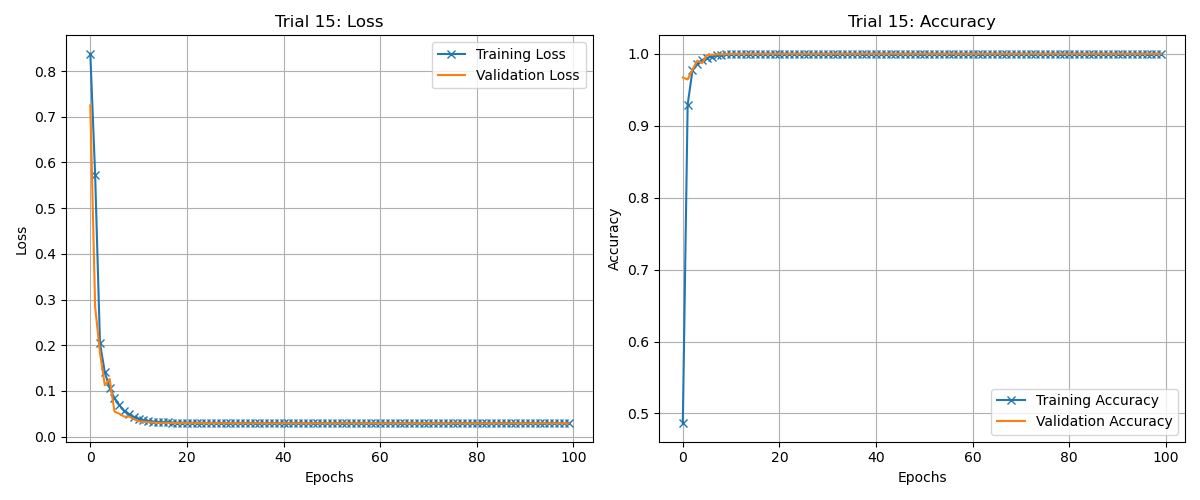 Trial 15: Loss
Training Loss
Validation Loss
Loss
0.8
0.7
0.6
0.5
0.4
0.3
0.2
0.1
0.0
0 20 40 60 80 100
Epochs
Trial 15: Accuracy
Accuracy
1.0
0.9
0.8
0.7
0.6
0.5
Training Accuracy
Validation Accuracy
0 20 40 60 80 100
Epochs